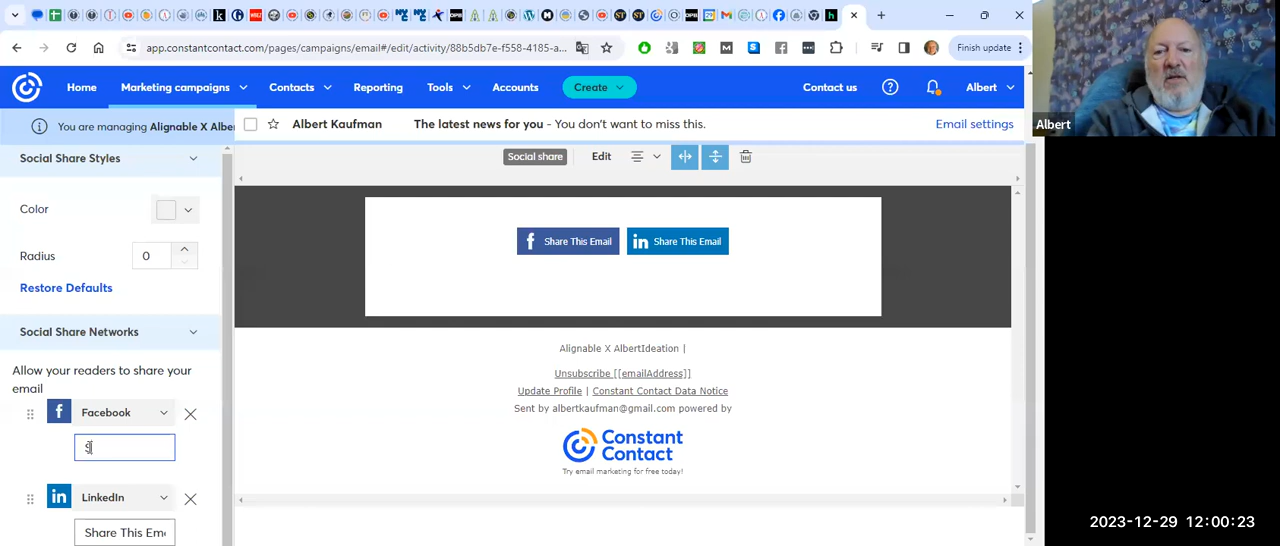 app.constantcontact.com/pages/campaigns/email#/edit/activity/88b5db7e-f558-4185-a...
Finish update
Home
Marketing campaigns
Contacts
Reporting
Tools
Accounts
Create
Contact us
Albert
You are managing Alignable X Alber
Albert Kaufman
The latest news for you - You don't want to miss this.
Email settings
Albert
Social Share Styles
Social share
Edit
Color
Radius
0
Restore Defaults
Share This Email
Share This Email
Social Share Networks
Allow your readers to share your
email
Facebook
S
LinkedIn
Share This Ema
Alignable X AlbertIdeation |
Unsubscribe [[emailAddress]]
Update Profile | Constant Contact Data Notice
Sent by albertkaufman@gmail.com powered by
Constant
Contact
Try email marketing for free today!
2023-12-29 12:00:23